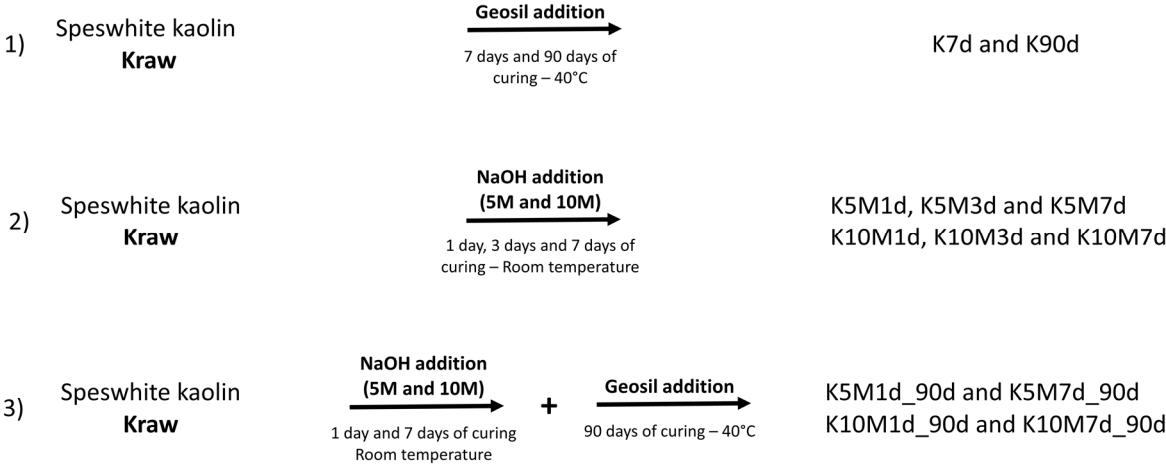 1)
Speswhite kaolin
Kraw
Geosil addition
7 days and 90 days of
curing – 40°C
K7d and K90d
2)
Speswhite kaolin
Kraw
NaOH addition
(5M and 10M)
1 day, 3 days and 7 days of
curing – Room temperature
K5M1d, K5M3d and K5M7d
K10M1d, K10M3d and K10M7d
3)
Speswhite kaolin
Kraw
NaOH addition
(5M and 10M)
1 day and 7 days of curing
Room temperature
+
Geosil addition
90 days of curing – 40°C
K5M1d_90d and K5M7d_90d
K10M1d_90d and K10M7d_90d